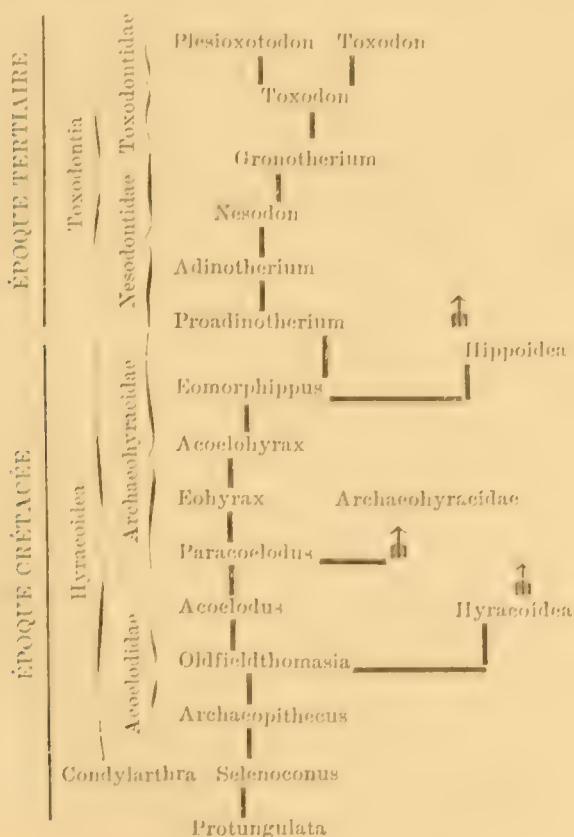 Plesioxotodon Toxodon
Toxodon
Gronotherium
Nesodon
Adinotherium
Proadinotherium
Hippoidea
Eomorphippus
Acoelohyrax
Eohyrax Archaeohyracidae
Paracoelodus
Acoelodus
Hyracoidea
Oldfieldthomasia
Archaeopithecus
Condylarthra Selenoconus
Protungulata
ÉPOQUE TERTIAIRE
ÉPOQUE CRÉTACÉE
Toxodontia
Hyracoidea
Toxodontidae
Nesodontidae
Archaeohyracidae
Acoelodidae